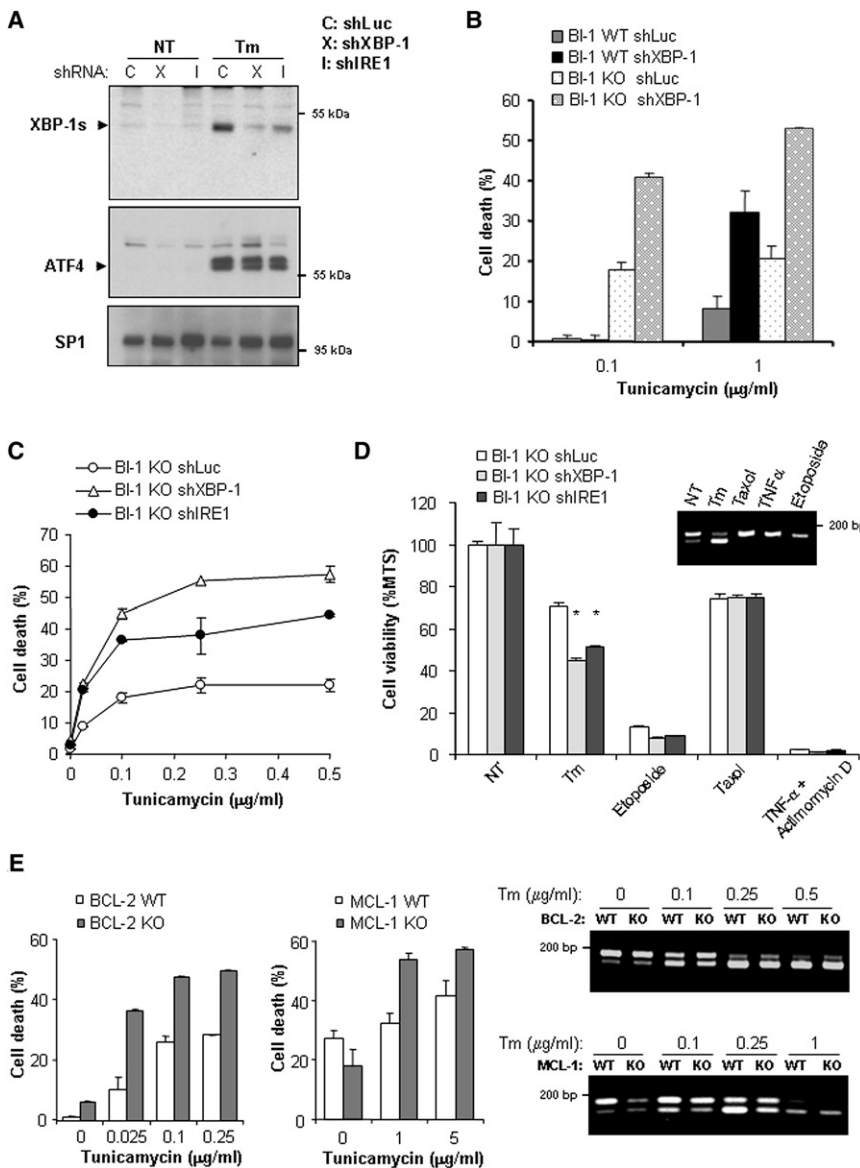 A
NT Tm
C: shLuc
X: shXBP-1
I: shIRE1
shRNA: C X I C X I
XBP-1s
55 kDa
ATF4
55 kDa
SP1
95 kDa
B
BI-1 WT shLuc
BI-1 WT shXBP-1
BI-1 KO shLuc
BI-1 KO shXBP-1
Cell death (%)
60
50
40
30
20
10
0
0.1 1
Tunicamycin (µg/ml)
C
BI-1 KO shLuc
BI-1 KO shXBP-1
BI-1 KO shIRE1
Cell death (%)
70
60
50
40
30
20
10
0
0 0.1 0.2 0.3 0.4 0.5
Tunicamycin (µg/ml)
D
BI-1 KO shLuc
BI-1 KO shXBP-1
BI-1 KO shIRE1
NT Tm Taxol TNFα Etoposide
200 bp
Cell viability (%MTS)
120
100
80
60
40
20
0
* *
NT Tm Etoposide Taxol TNF-α + Actimomycin D
E
BCL-2 WT
BCL-2 KO
Cell death (%)
60
40
20
0
0 0.025 0.1 0.25
Tunicamycin (µg/ml)
MCL-1 WT
MCL-1 KO
Cell death (%)
60
40
20
0
0 1 5
Tunicamycin (µg/ml)
Tm (µg/ml): 0 0.1 0.25 0.5
BCL-2: WT KO WT KO WT KO WT KO
200 bp
Tm (µg/ml): 0 0.1 0.25 1
MCL-1: WT KO WT KO WT KO WT KO
200 bp